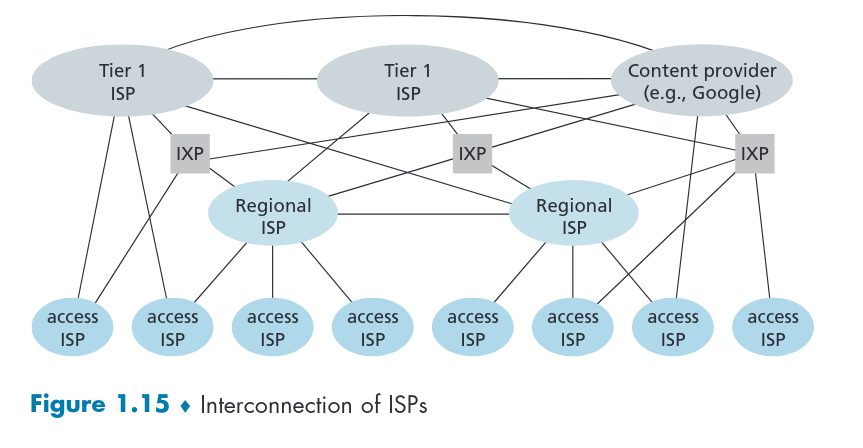 Tier 1
ISP
Tier 1
ISP
Content provider
(e.g., Google)
IXP
IXP
IXP
Regional
ISP
Regional
ISP
access
ISP
access
ISP
access
ISP
access
ISP
access
ISP
access
ISP
access
ISP
access
ISP
Figure 1.15 ♦ Interconnection of ISPs